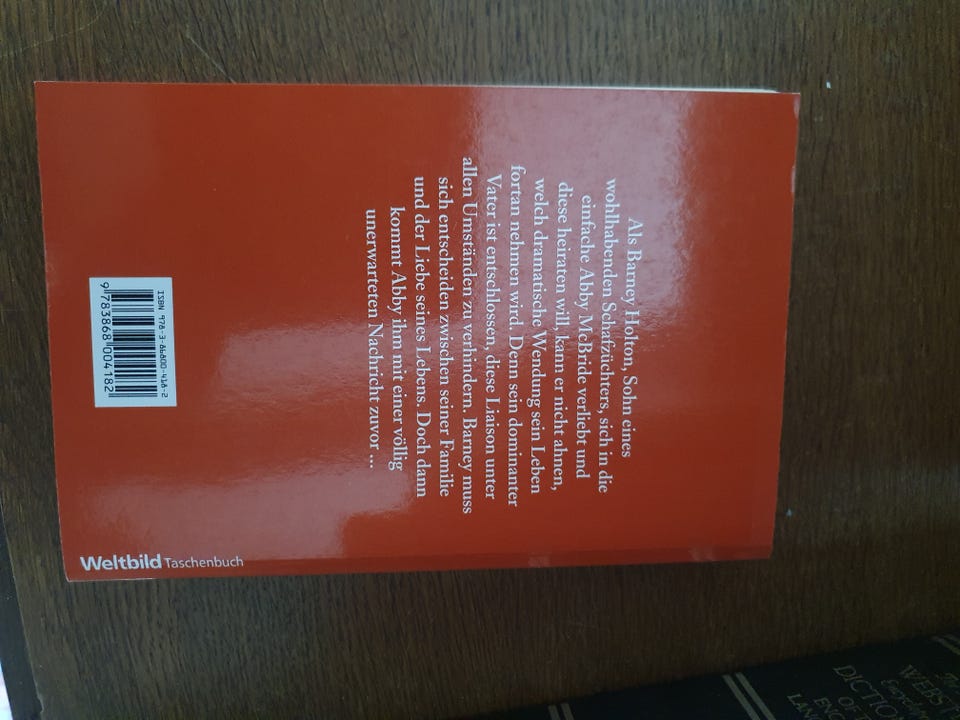 Als Barney Holton, Sohn eines
wohlhabenden Schafzüchters, sich in die
einfache Abby McBride verliebt und
diese heiraten will, kann er nicht ahnen,
welch dramatische Wendung sein Leben
fortan nehmen wird. Denn sein dominanter
Vater ist entschlossen, diese Liaison unter
allen Umständen zu verhindern. Barney muss
sich entscheiden zwischen seiner Familie
und der Liebe seines Lebens. Doch dann
kommt Abby ihm mit einer völlig
unerwarteten Nachricht zuvor ...
ISBN 978-3-86800-418-2
9 783868 004182
Weltbild Taschenbuch